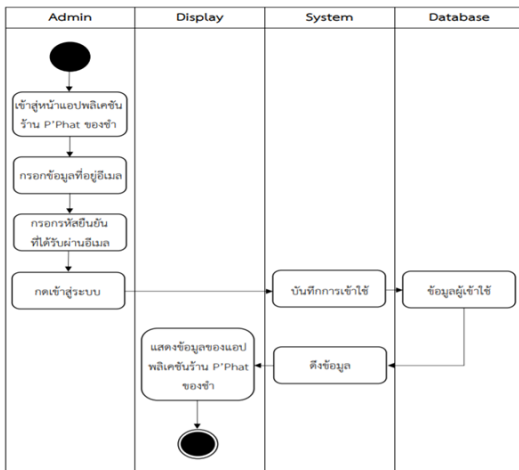 Admin
Display
System
Database
เข้าสู่หน้าแอปพลิเคชัน
ร้าน P'Phat ของชำ
กรอกข้อมูลที่อยู่อีเมล
กรอกรหัสยืนยัน
ที่ได้รับผ่านอีเมล
กดเข้าสู่ระบบ
บันทึกการเข้าใช้
ข้อมูลผู้เข้าใช้
ดึงข้อมูล
แสดงข้อมูลของแอป
พลิเคชันร้าน P'Phat
ของชำ